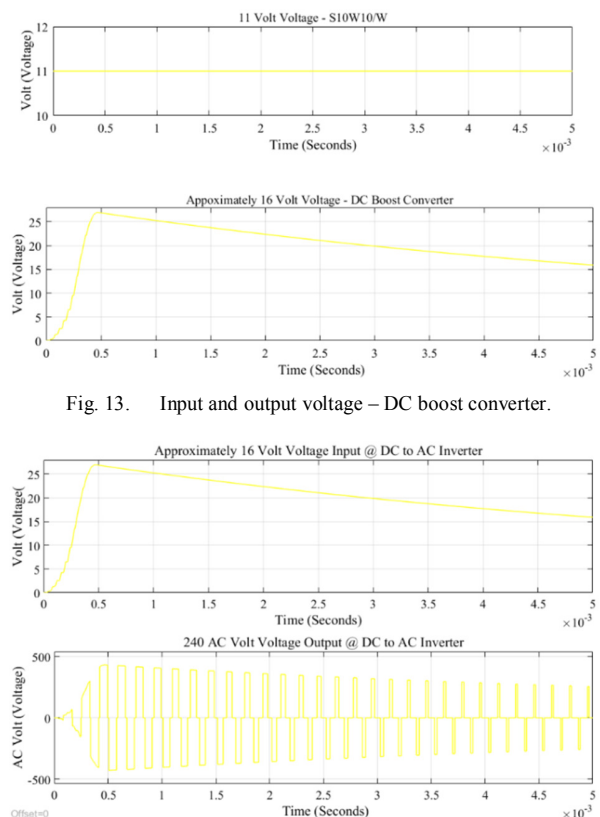 11 Volt Voltage - S10W10/W
12
11
10
Volt (Voltage)
0 0.5 1 1.5 2 2.5 3 3.5 4 4.5 5
Time (Seconds)
×10-3
Appoximately 16 Volt Voltage - DC Boost Converter
25
20
15
10
5
0
Volt (Voltage)
0 0.5 1 1.5 2 2.5 3 3.5 4 4.5 5
Time (Seconds)
×10-3
Fig. 13. Input and output voltage – DC boost converter.
Approximately 16 Volt Voltage Input @ DC to AC Inverter
25
20
15
10
5
0
Volt (Voltage(
0 0.5 1 1.5 2 2.5 3 3.5 4 4.5 5
Time (Seconds)
×10-3
240 AC Volt Voltage Output @ DC to AC Inverter
500
0
-500
AC Volt (Voltage)
0 0.5 1 1.5 2 2.5 3 3.5 4 4.5 5
Time (Seconds)
×10-3
Offset=0